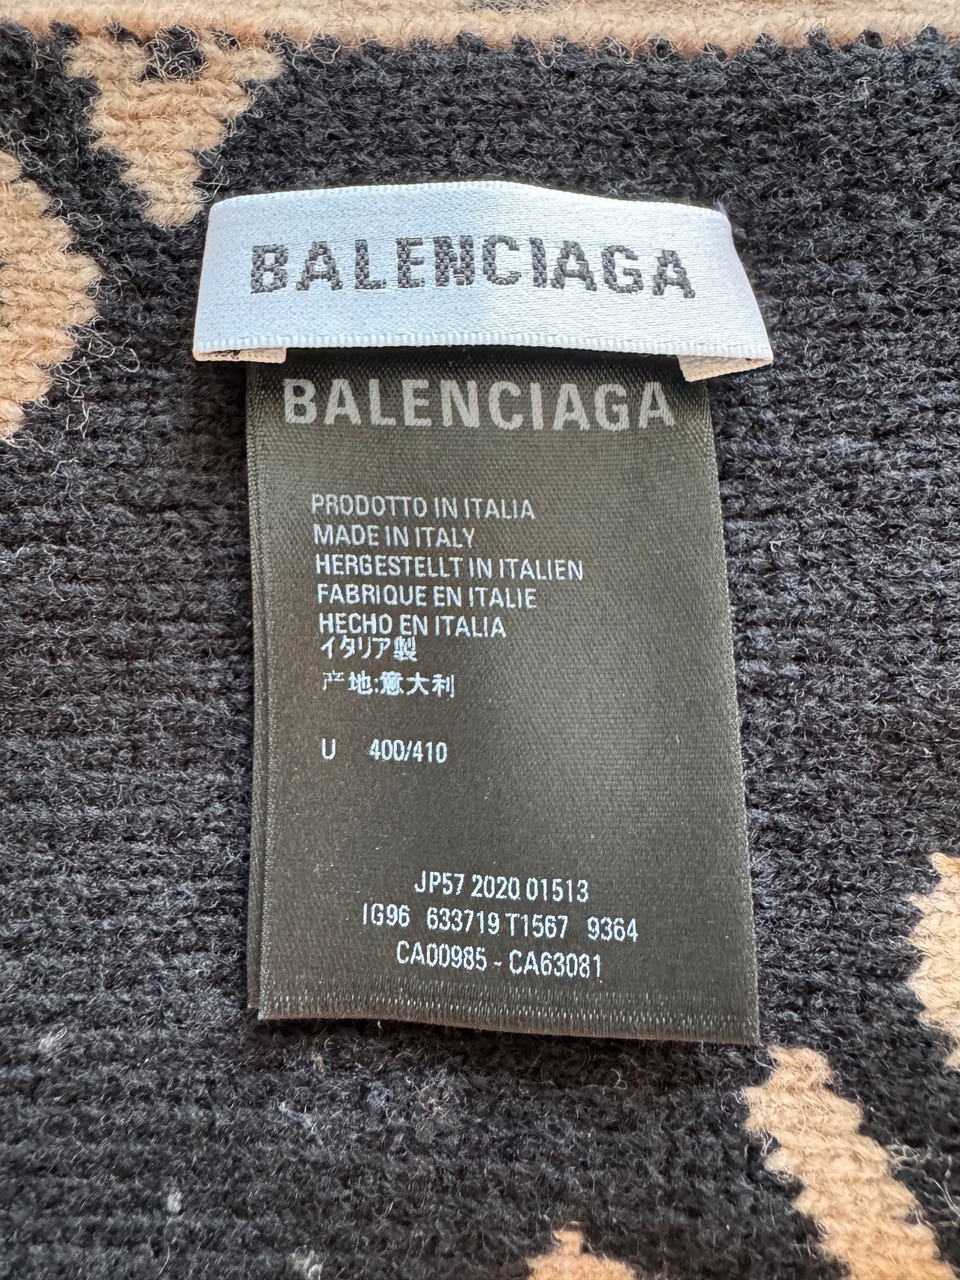 BALENCIAGA
BALENCIAGA
PRODOTTO IN ITALIA
MADE IN ITALY
HERGESTELLT IN ITALIEN
FABRIQUE EN ITALIE
HECHO EN ITALIA
イタリア製
产地:意大利
U 400/410
JP57 2020 01513
IG96 633719 T1567 9364
CA00985 - CA63081